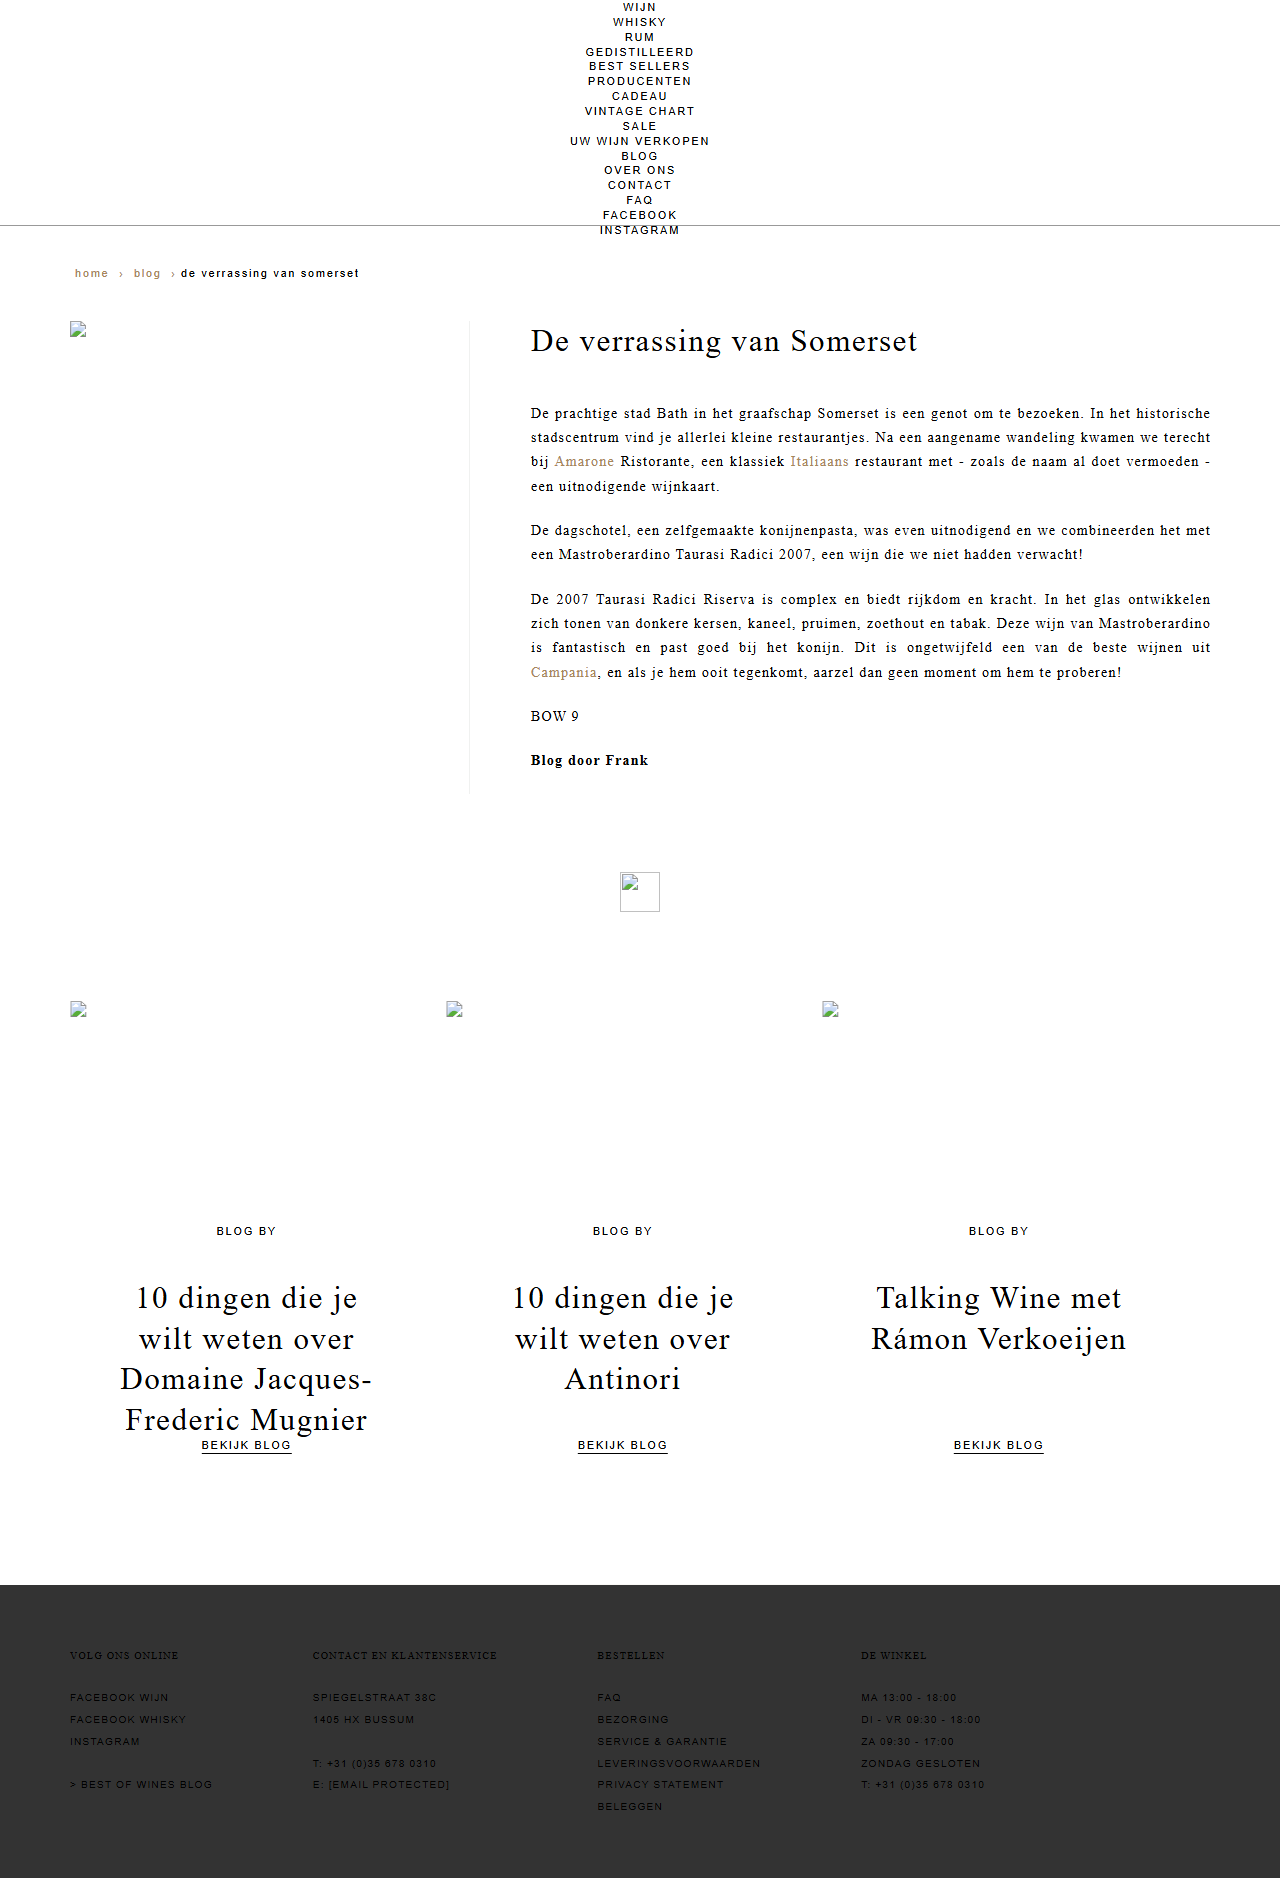 WIJN
WHISKY
RUM
GEDISTILLEERD
BEST SELLERS
PRODUCENTEN
CADEAU
VINTAGE CHART
SALE
UW WIJN VERKOPEN
BLOG
OVER ONS
CONTACT
FAQ
FACEBOOK
INSTAGRAM
home › blog › de verrassing van somerset
De verrassing van Somerset
De prachtige stad Bath in het graafschap Somerset is een genot om te bezoeken. In het historische
stadscentrum vind je allerlei kleine restaurantjes. Na een aangename wandeling kwamen we terecht
bij Amarone Ristorante, een klassiek Italiaans restaurant met - zoals de naam al doet vermoeden -
een uitnodigende wijnkaart.
De dagschotel, een zelfgemaakte konijnenpasta, was even uitnodigend en we combineerden het met
een Mastroberardino Taurasi Radici 2007, een wijn die we niet hadden verwacht!
De 2007 Taurasi Radici Riserva is complex en biedt rijkdom en kracht. In het glas ontwikkelen
zich tonen van donkere kersen, kaneel, pruimen, zoethout en tabak. Deze wijn van Mastroberardino
is fantastisch en past goed bij het konijn. Dit is ongetwijfeld een van de beste wijnen uit
Campania, en als je hem ooit tegenkomt, aarzel dan geen moment om hem te proberen!
BOW 9
Blog door Frank
BLOG BY
10 dingen die je
wilt weten over
Domaine Jacques-
Frederic Mugnier
BEKIJK BLOG
BLOG BY
10 dingen die je
wilt weten over
Antinori
BEKIJK BLOG
BLOG BY
Talking Wine met
Rámon Verkoeijen
BEKIJK BLOG
VOLG ONS ONLINE
FACEBOOK WIJN
FACEBOOK WHISKY
INSTAGRAM
> BEST OF WINES BLOG
CONTACT EN KLANTENSERVICE
SPIEGELSTRAAT 38C
1405 HX BUSSUM
T: +31 (0)35 678 0310
E: [EMAIL PROTECTED]
BESTELLEN
FAQ
BEZORGING
SERVICE & GARANTIE
LEVERINGSVOORWAARDEN
PRIVACY STATEMENT
BELEGGEN
DE WINKEL
MA 13:00 - 18:00
DI - VR 09:30 - 18:00
ZA 09:30 - 17:00
ZONDAG GESLOTEN
T: +31 (0)35 678 0310